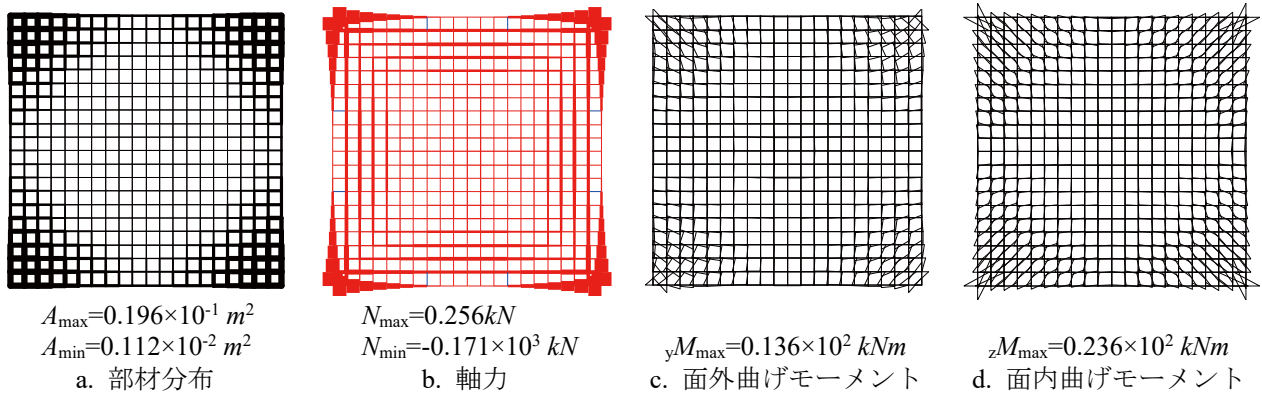 Amax=0.196×10⁻¹ m²
Amin=0.112×10⁻² m²
a. 部材分布
Nmax=0.256kN
Nmin=-0.171×10³ kN
b. 軸力
yMmax=0.136×10² kNm
c. 面外曲げモーメント
zMmax=0.236×10² kNm
d. 面内曲げモーメント